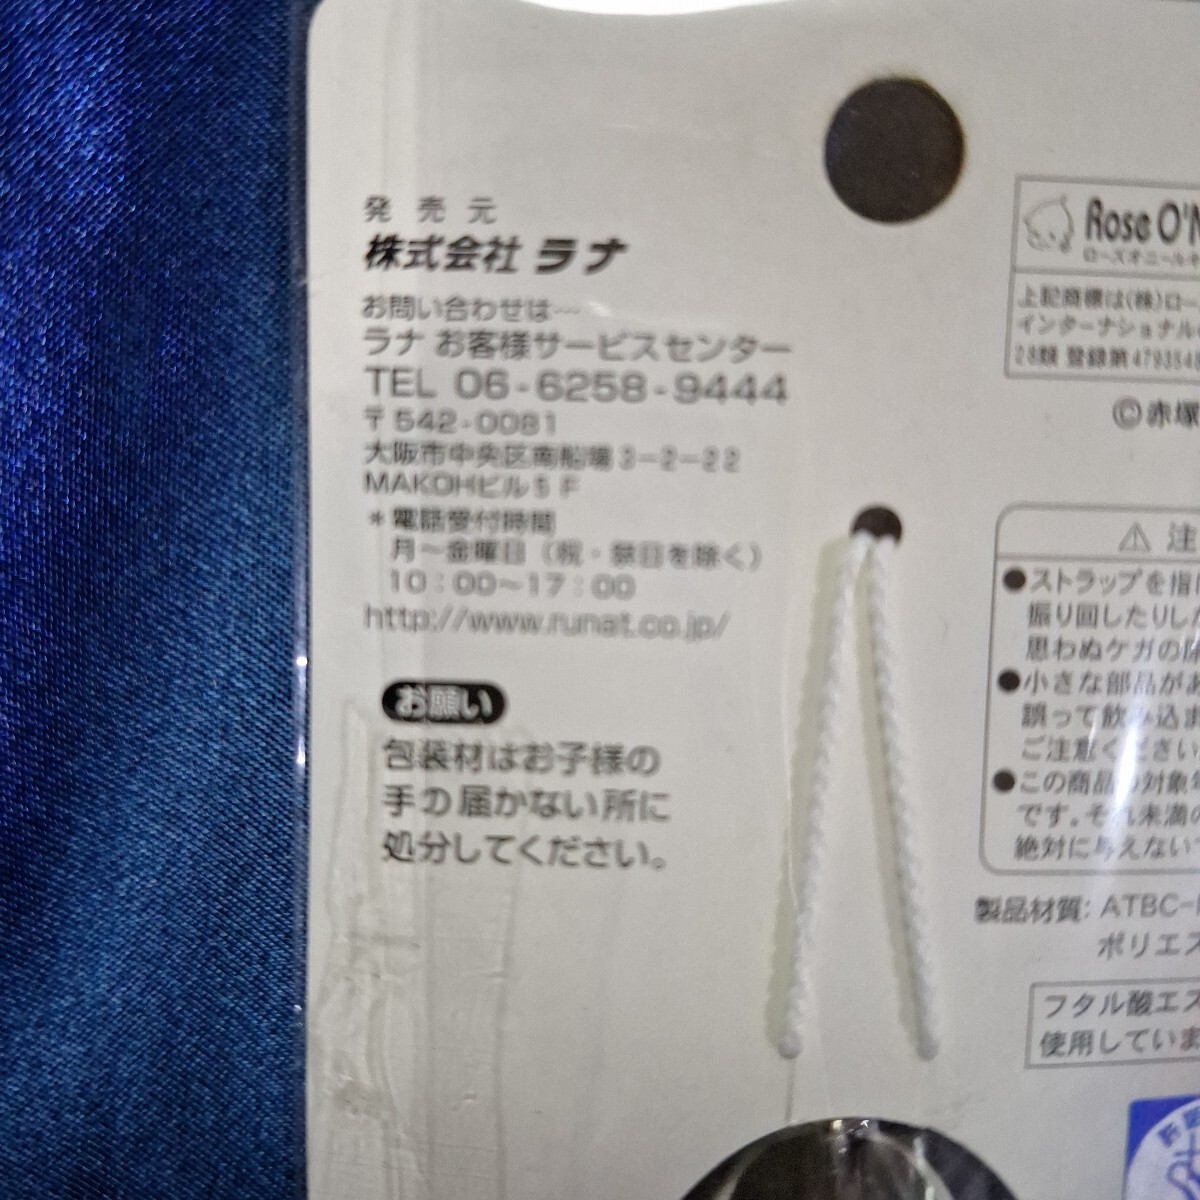 発売元
株式会社 ラナ
お問い合わせは…
ラナ お客様サービスセンター
TEL 06-6258-9444
〒542-0081
大阪市中央区南船場3-2-22
MAKOHビル5F
*電話受付時間
月～金曜日（祝・祭日を除く）
10:00～17:00
http://www.runat.co.jp/
お願い
包装材はお子様の
手の届かない所に
処分してください。
Rose O'N
ローズオニールキ
上記商標は(株)ロー
インターナショナル
28類 登録第479354
©赤塚
⚠ 注
●ストラップを指
振り回したりし
思わぬケガの
●小さな部品があ
誤って飲み込ま
ご注意ください
●この商品の対象
です。それ未満の
絶対に与えない
製品材質: ATBC-
ポリエス
フタル酸エス
使用していま